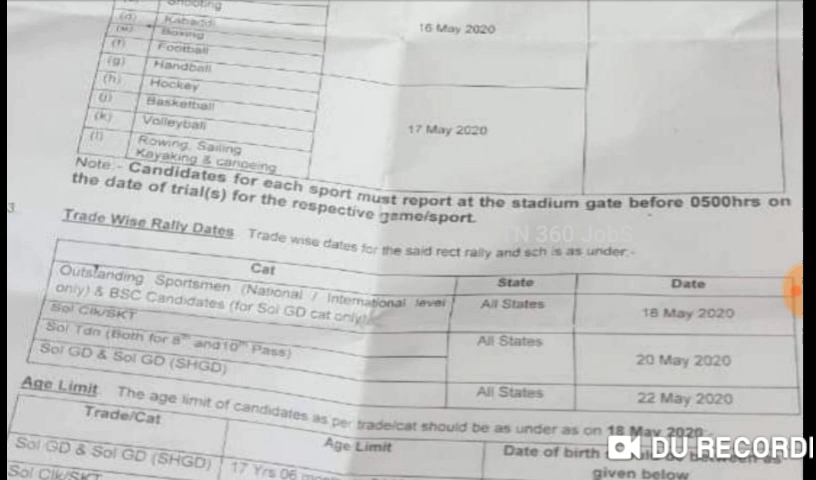 Shooting
(d) Kabaddi 16 May 2020
(e) Boxing
(f) Football
(g) Handball
(h) Hockey
(j) Basketball
(k) Volleyball 17 May 2020
(l) Rowing, Sailing
Kayaking & canoeing
Note:- Candidates for each sport must report at the stadium gate before 0500hrs on
the date of trial(s) for the respective game/sport.
3. Trade Wise Rally Dates Trade wise dates for the said rect rally and sch is as under:-
N 360 JobS
Cat State Date
Outstanding Sportsmen (National / International level
only) & BSC Candidates (for Sol GD cat only) All States 18 May 2020
Sol Clk/SKT All States
Sol Tdn (Both for 8th and 10th Pass) 20 May 2020
Sol GD & Sol GD (SHGD) All States 22 May 2020
Age Limit The age limit of candidates as per trade/cat should be as under as on 18 May 2020:-
Trade/Cat Age Limit Date of birth
given below
Sol GD & Sol GD (SHGD) 17 Yrs 06
Sol Clk/SKT
DU RECORDI